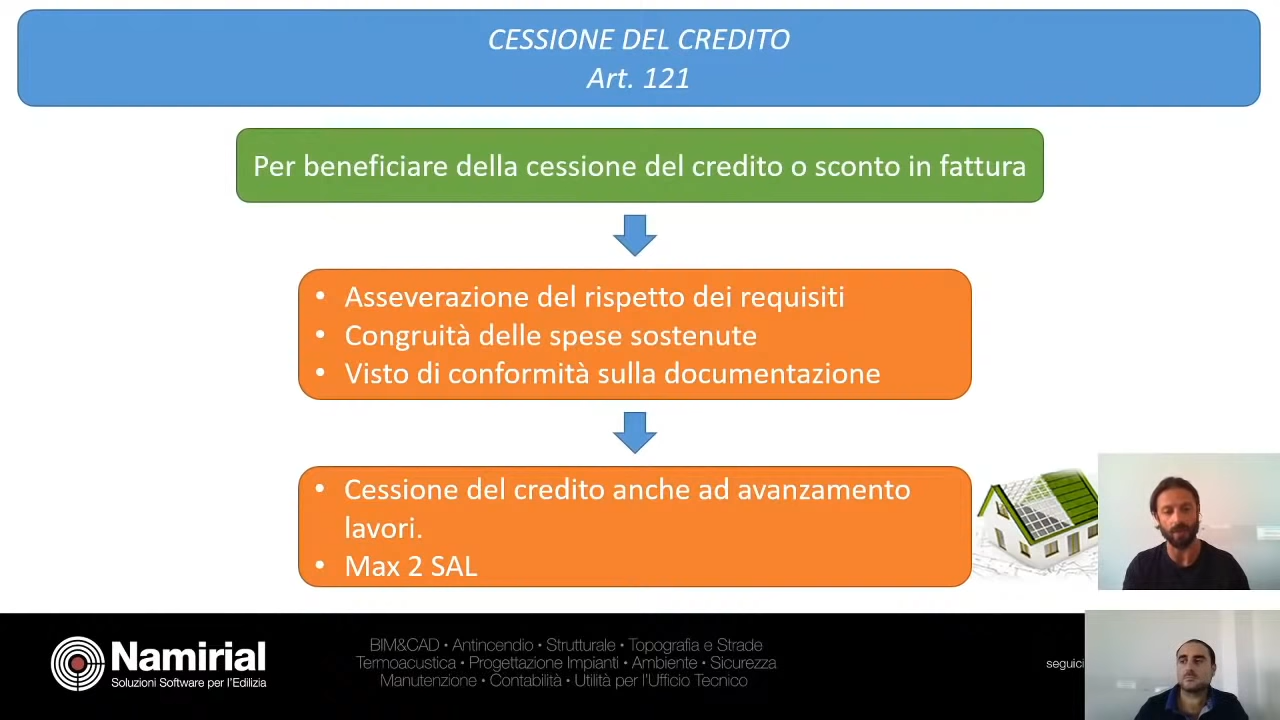 CESSIONE DEL CREDITO
Art. 121
Per beneficiare della cessione del credito o sconto in fattura
• Asseverazione del rispetto dei requisiti
• Congruità delle spese sostenute
• Visto di conformità sulla documentazione
• Cessione del credito anche ad avanzamento
lavori.
• Max 2 SAL
Namirial
Soluzioni Software per l'Edilizia
BIM&CAD • Antincendio • Strutturale • Topografia e Strade
Termoacustica • Progettazione Impianti • Ambiente • Sicurezza
Manutenzione • Contabilità • Utilità per l'Ufficio Tecnico
seguici